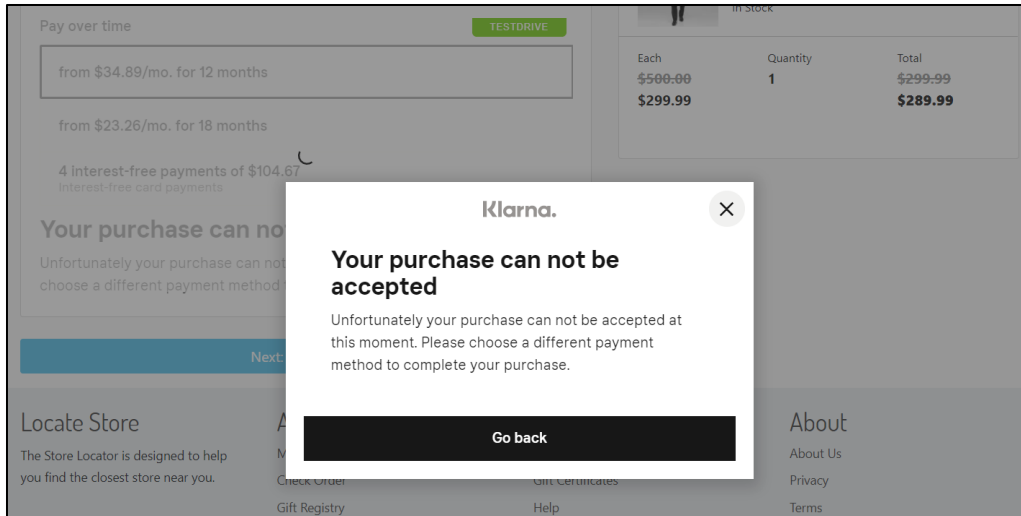 Pay over time
TESTDRIVE
from $34.89/mo. for 12 months
from $23.26/mo. for 18 months
4 interest-free payments of $104.67
Interest-free card payments
Your purchase can no
Unfortunately your purchase can not
choose a different payment method
Next:
In Stock
Each Quantity Total
$500.00 1 $299.99
$299.99 $289.99
Klarna.
Your purchase can not be
accepted
Unfortunately your purchase can not be accepted at
this moment. Please choose a different payment
method to complete your purchase.
Go back
Locate Store
The Store Locator is designed to help
you find the closest store near you.
A
M
Check Order
Gift Registry
Gift Certificates
Help
About
About Us
Privacy
Terms